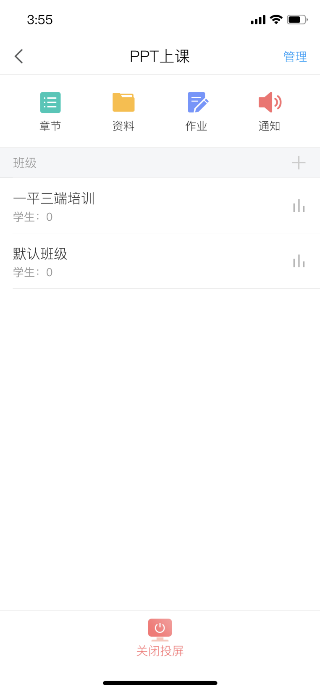 3:55
PPT上课
管理
章节
资料
作业
通知
班级
一平三端培训
学生：0
默认班级
学生：0
关闭投屏